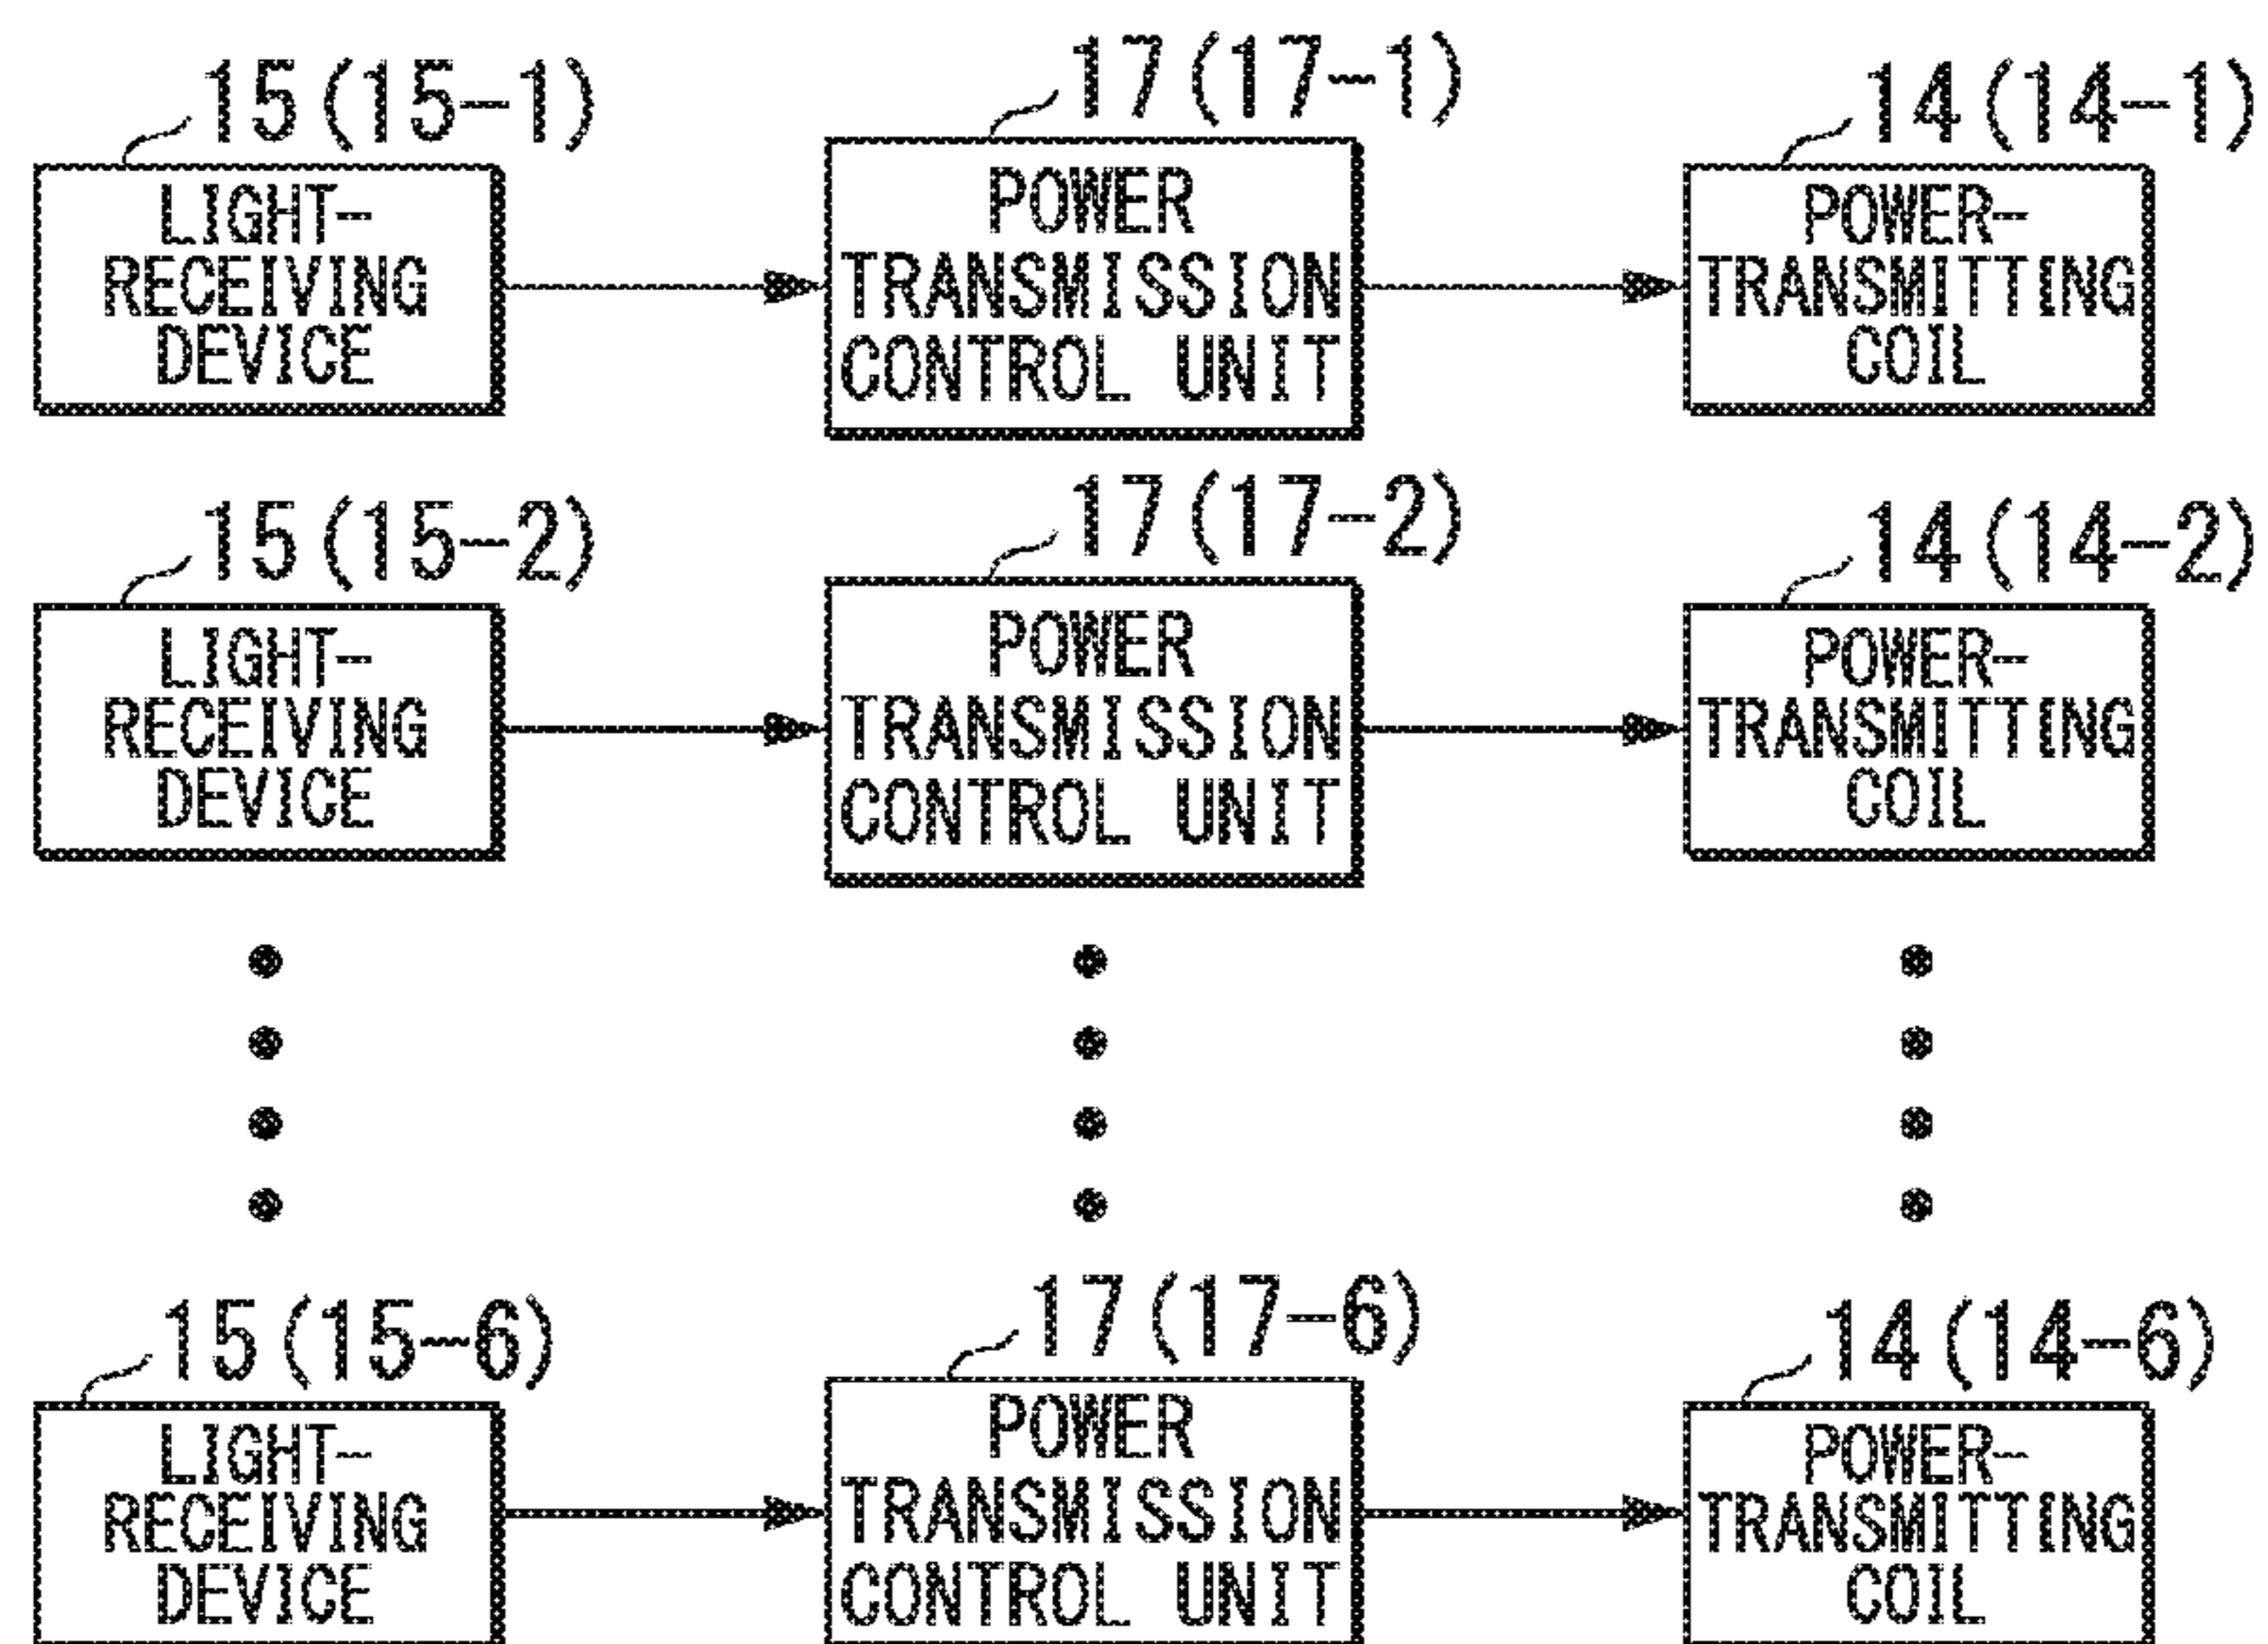 15(15-1)
17(17-1)
14(14-1)
LIGHT-
RECEIVING
DEVICE
POWER
TRANSMISSION
CONTROL UNIT
POWER-
TRANSMITTING
COIL
15(15-2)
17(17-2)
14(14-2)
LIGHT-
RECEIVING
DEVICE
POWER
TRANSMISSION
CONTROL UNIT
POWER-
TRANSMITTING
COIL
15(15-6)
17(17-6)
14(14-6)
LIGHT-
RECEIVING
DEVICE
POWER
TRANSMISSION
CONTROL UNIT
POWER-
TRANSMITTING
COIL